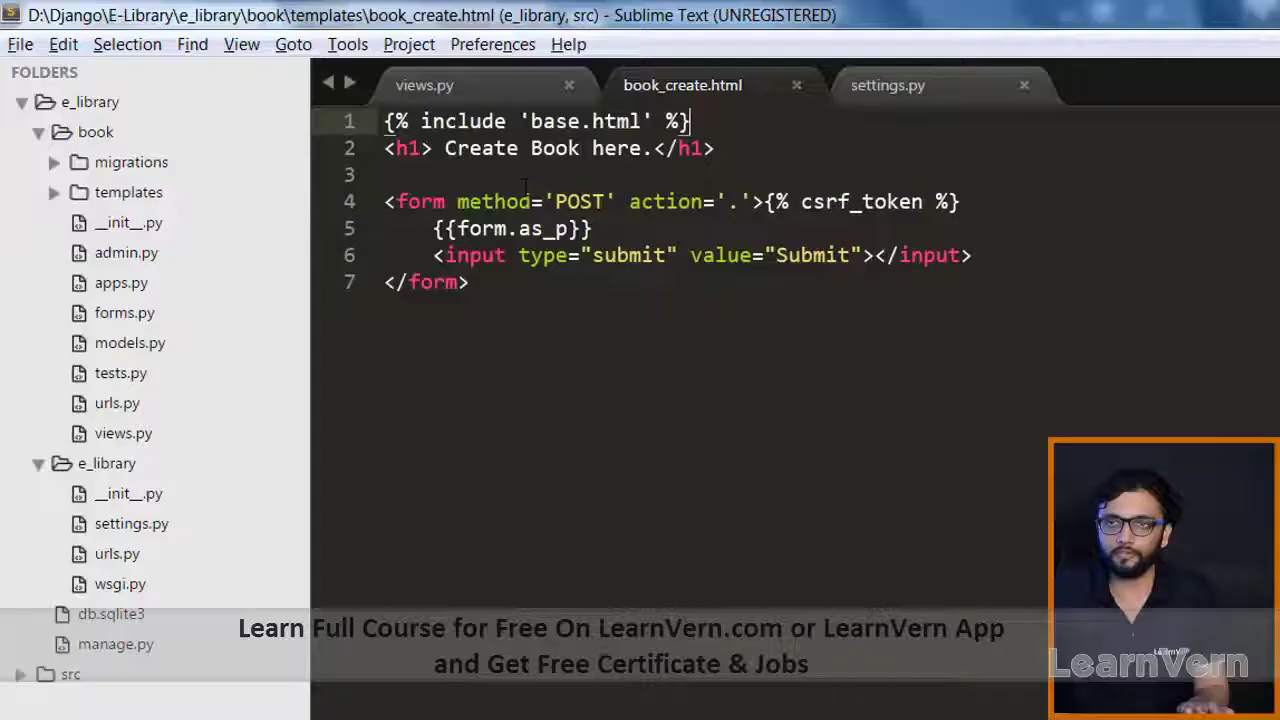 D:\Django\E-Library\e_library\book\templates\book_create.html (e_library, src) - Sublime Text (UNREGISTERED)
File Edit Selection Find View Goto Tools Project Preferences Help
FOLDERS
e_library
book
migrations
templates
__init__.py
admin.py
apps.py
forms.py
models.py
tests.py
urls.py
views.py
e_library
__init__.py
settings.py
urls.py
wsgi.py
db.sqlite3
manage.py
src
views.py book_create.html settings.py
1 {% include 'base.html' %}
2 <h1> Create Book here.</h1>
3
4 <form method='POST' action='.'>{% csrf_token %}
5 {{form.as_p}}
6 <input type="submit" value="Submit"></input>
7 </form>
Learn Full Course for Free On LearnVern.com or LearnVern App
and Get Free Certificate & Jobs
LearnVern